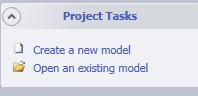 Project Tasks
Create a new model
Open an existing model